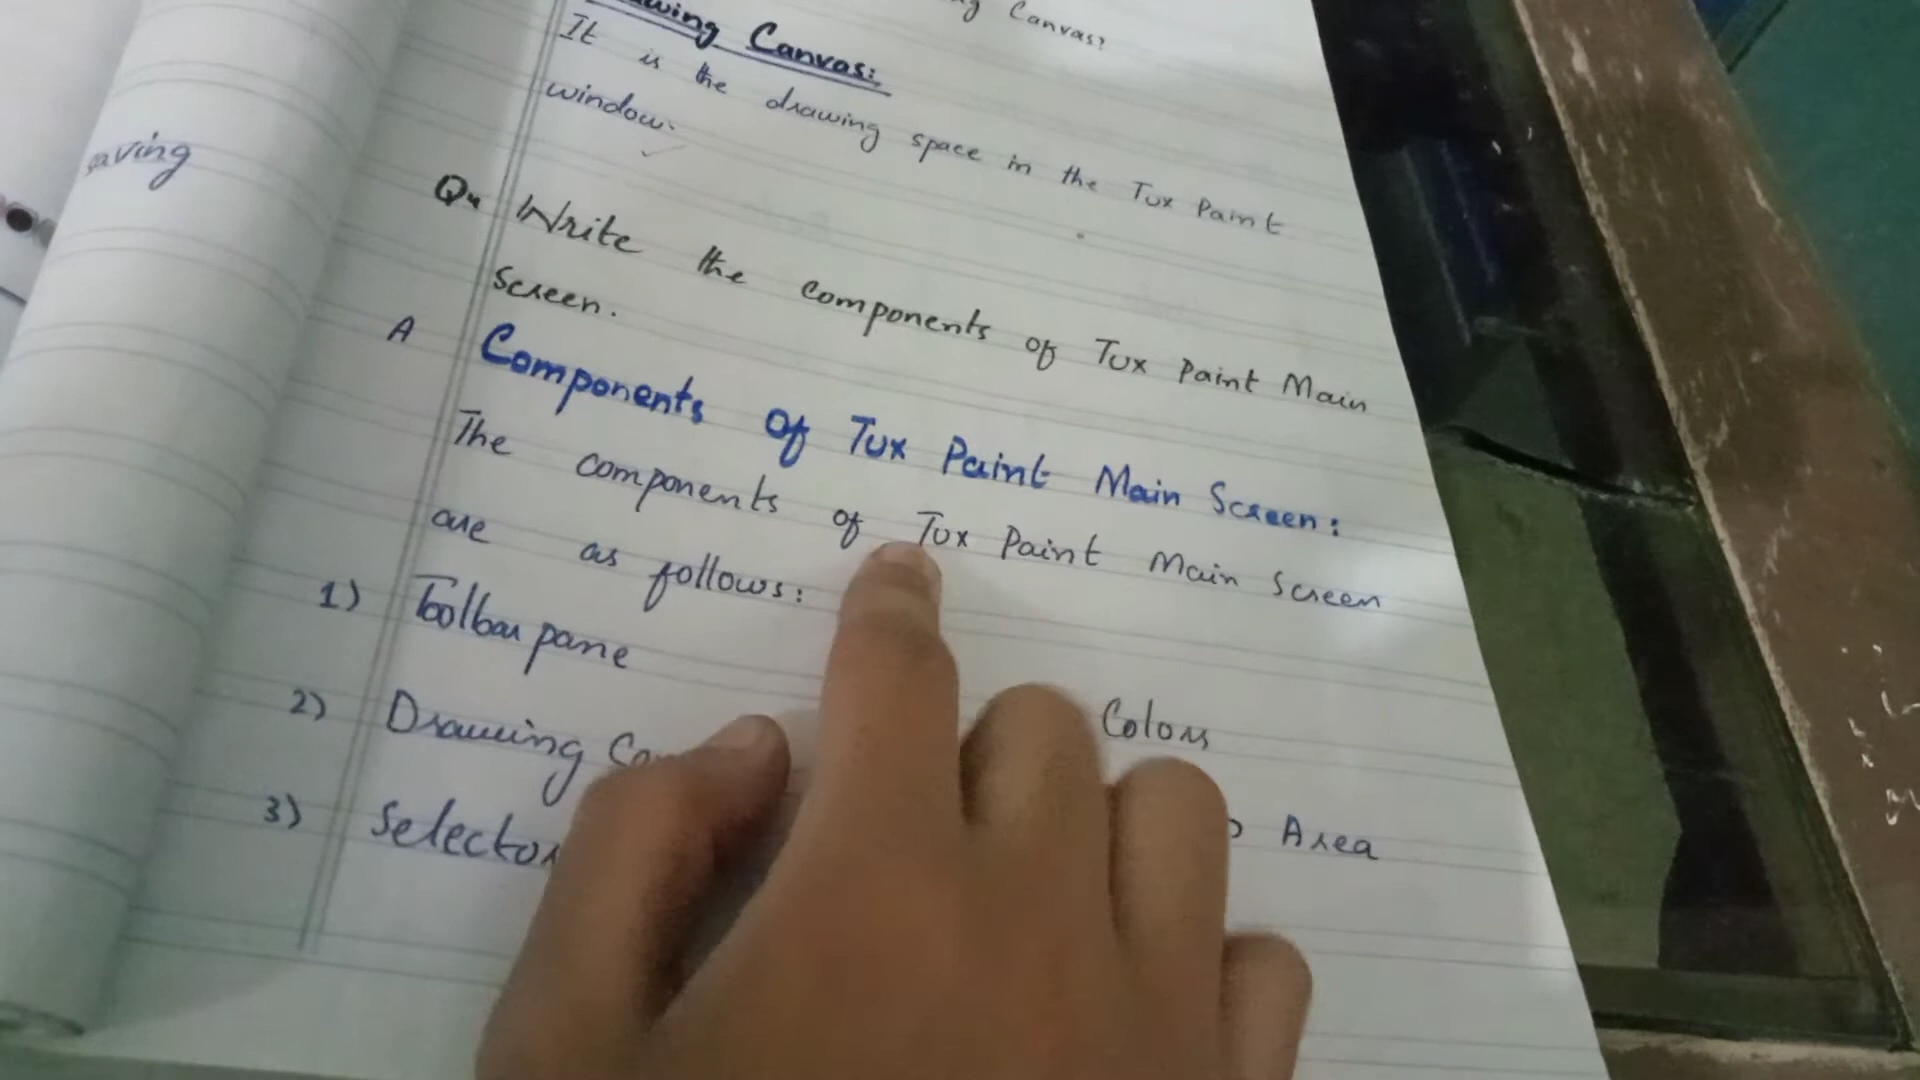 Canvas?
Canvas:
It is the drawing space in the Tux Paint
window.
Q4 Write the components of Tux Paint Main
Screen.
A Components Of Tux Paint Main Screen:
The components of Tux Paint Main Screen
are as follows:
1) Toolbar pane
Colors
2) Drawing
Area
3) Selector